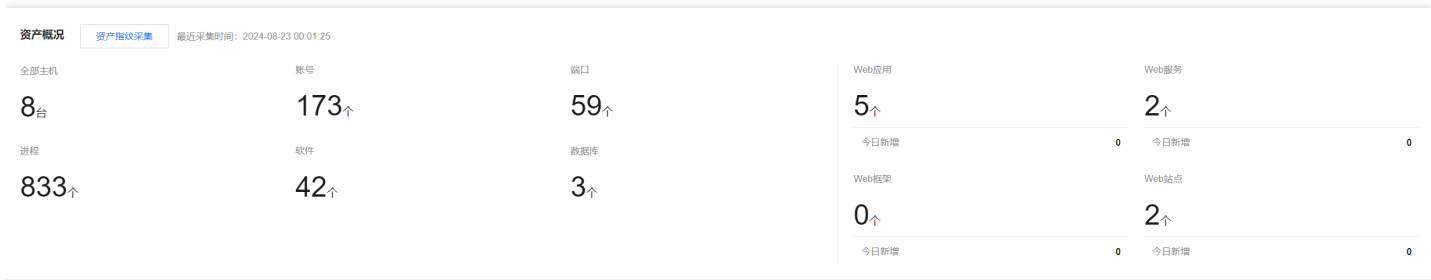 资产概况 资产指纹采集 最近采集时间：2024-08-23 00:01:25
全部主机 账号 端口 Web应用 Web服务
8台 173个 59个 5个 2个
今日新增 0 今日新增 0
进程 软件 数据库
833个 42个 3个
Web框架 Web站点
0个 2个
今日新增 0 今日新增 0